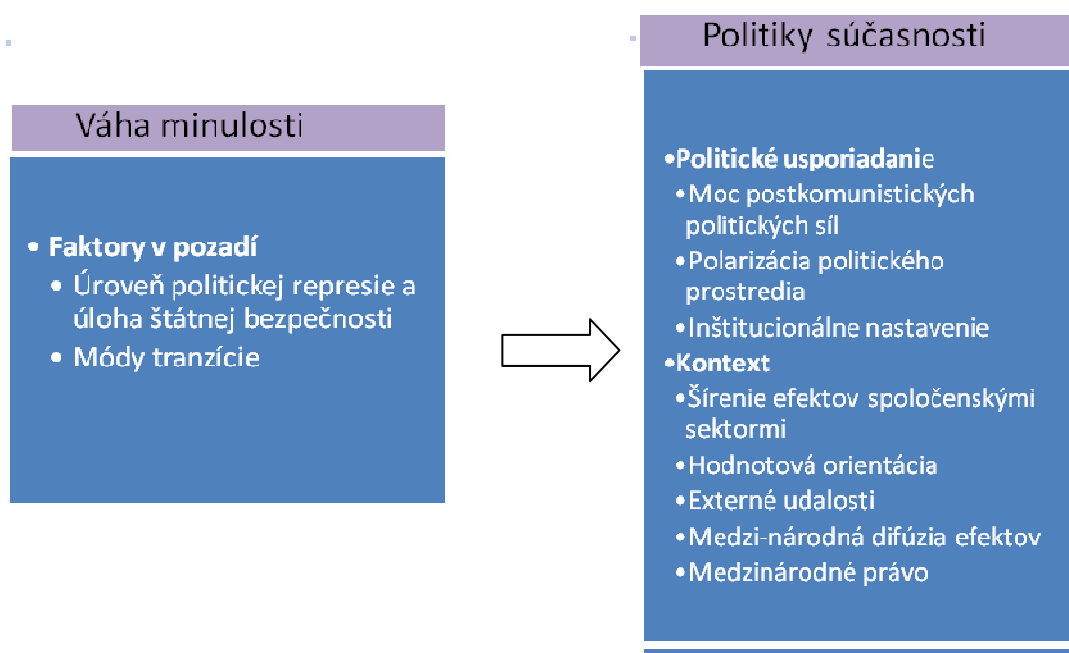 Váha minulosti
• Faktory v pozadí
• Úroveň politickej represie a
úloha štátnej bezpečnosti
• Módy tranzície
Politiky súčasnosti
•Politické usporiadanie
•Moc postkomunistických
politických síl
•Polarizácia politického
prostredia
•Inštitucionálne nastavenie
•Kontext
•Šírenie efektov spoločenskými
sektormi
•Hodnotová orientácia
•Externé udalosti
•Medzi-národná difúzia efektov
•Medzinárodné právo